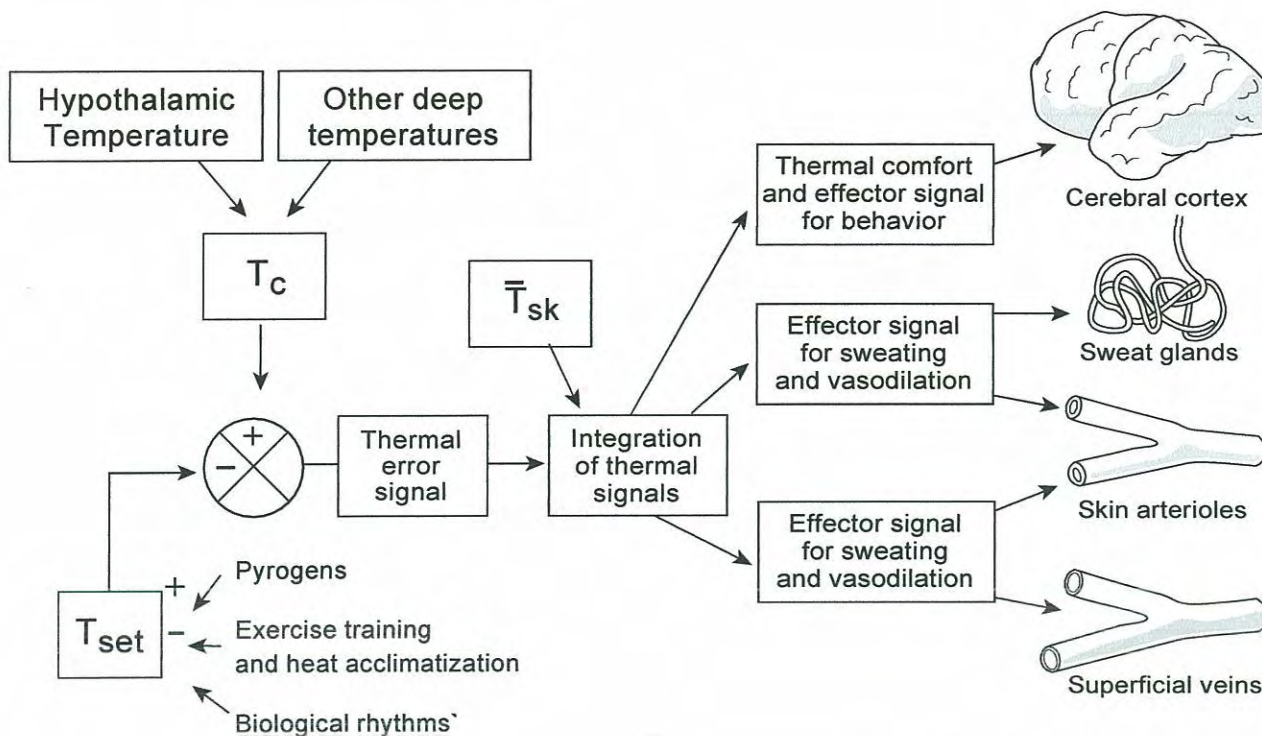 Hypothalamic
Temperature
Other deep
temperatures
Tc
T̅sk
+
−
Thermal
error
signal
Integration
of thermal
signals
Tset
+
−
Pyrogens
Exercise training
and heat acclimatization
Biological rhythms`
Thermal comfort
and effector signal
for behavior
Effector signal
for sweating
and vasodilation
Effector signal
for sweating
and vasodilation
Cerebral cortex
Sweat glands
Skin arterioles
Superficial veins